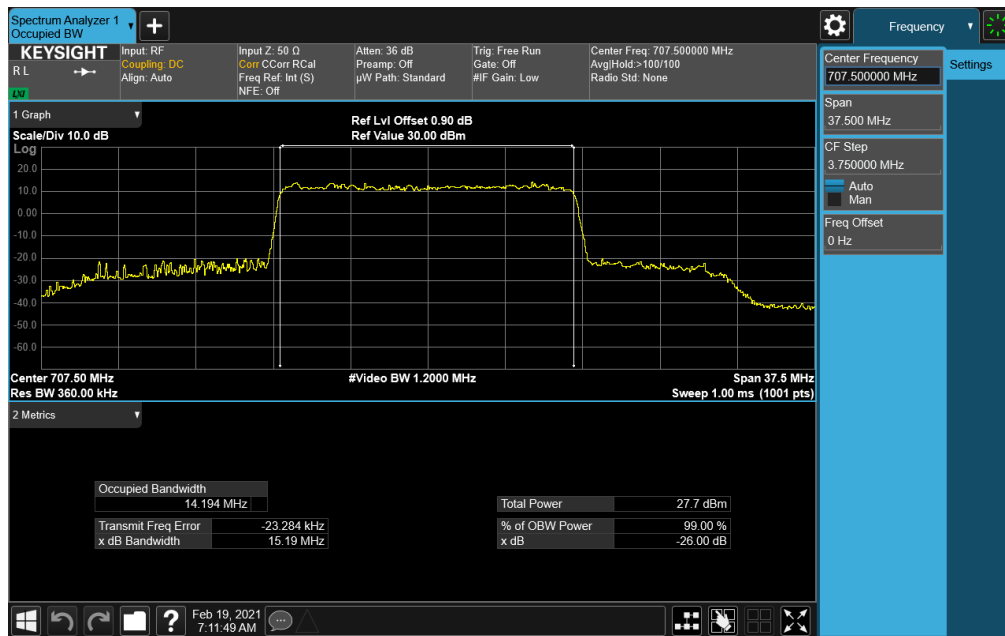 Spectrum Analyzer 1
Occupied BW
+
Frequency
KEYSIGHT
R L
LXI
Input: RF
Coupling: DC
Align: Auto
Input Z: 50 Ω
Corr CCorr RCal
Freq Ref: Int (S)
NFE: Off
Atten: 36 dB
Preamp: Off
µW Path: Standard
Trig: Free Run
Gate: Off
#IF Gain: Low
Center Freq: 707.500000 MHz
Avg|Hold:>100/100
Radio Std: None
Center Frequency
707.500000 MHz
Settings
Span
37.500 MHz
CF Step
3.750000 MHz
Auto
Man
Freq Offset
0 Hz
1 Graph
Scale/Div 10.0 dB
Ref Lvl Offset 0.90 dB
Ref Value 30.00 dBm
Log
20.0
10.0
0.00
-10.0
-20.0
-30.0
-40.0
-50.0
-60.0
Center 707.50 MHz
Res BW 360.00 kHz
#Video BW 1.2000 MHz
Span 37.5 MHz
Sweep 1.00 ms (1001 pts)
2 Metrics
Occupied Bandwidth
14.194 MHz
Transmit Freq Error -23.284 kHz
x dB Bandwidth 15.19 MHz
Total Power 27.7 dBm
% of OBW Power 99.00 %
x dB -26.00 dB
?
Feb 19, 2021
7:11:49 AM